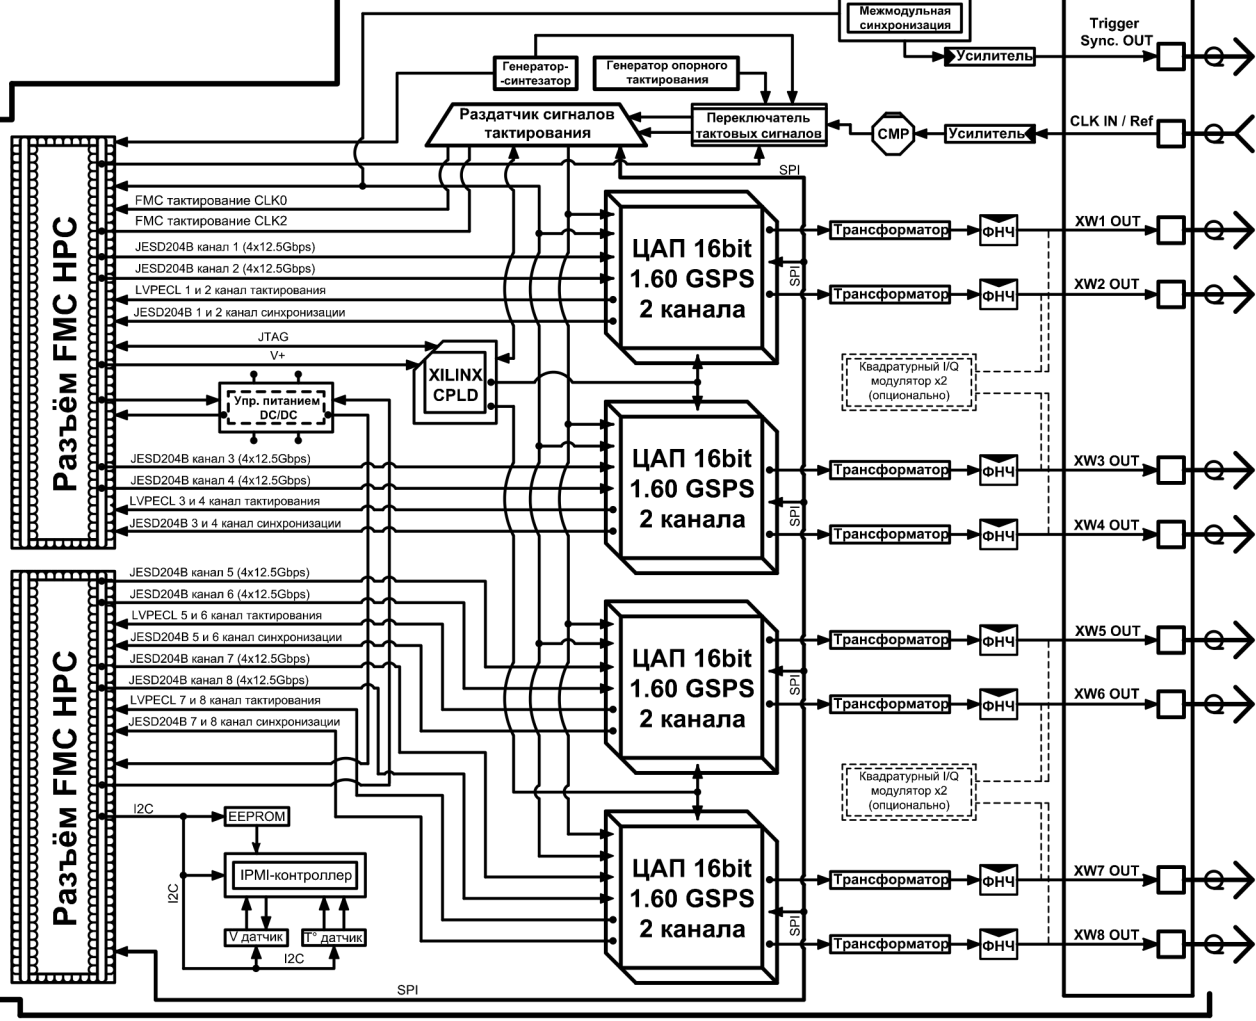 Межмодульная
синхронизация
Trigger
Sync. OUT
Усилитель
Генератор-
-синтезатор
Генератор опорного
тактирования
Раздатчик сигналов
тактирования
Переключатель
тактовых сигналов
CMP
Усилитель
CLK IN / Ref
SPI
Разъём FMC HPC
FMC тактирование CLK0
FMC тактирование CLK2
JESD204B канал 1 (4x12.5Gbps)
JESD204B канал 2 (4x12.5Gbps)
LVPECL 1 и 2 канал тактирования
JESD204B 1 и 2 канал синхронизации
ЦАП 16bit
1.60 GSPS
2 канала
SPI
Трансформатор
ФНЧ
XW1 OUT
Трансформатор
ФНЧ
XW2 OUT
JTAG
V+
XILINX
CPLD
Упр. питанием
DC/DC
Квадратурный I/Q
модулятор x2
(опционально)
JESD204B канал 3 (4x12.5Gbps)
JESD204B канал 4 (4x12.5Gbps)
LVPECL 3 и 4 канал тактирования
JESD204B 3 и 4 канал синхронизации
ЦАП 16bit
1.60 GSPS
2 канала
SPI
Трансформатор
ФНЧ
XW3 OUT
Трансформатор
ФНЧ
XW4 OUT
Разъём FMC HPC
JESD204B канал 5 (4x12.5Gbps)
JESD204B канал 6 (4x12.5Gbps)
LVPECL 5 и 6 канал тактирования
JESD204B 5 и 6 канал синхронизации
JESD204B канал 7 (4x12.5Gbps)
JESD204B канал 8 (4x12.5Gbps)
LVPECL 7 и 8 канал тактирования
JESD204B 7 и 8 канал синхронизации
ЦАП 16bit
1.60 GSPS
2 канала
SPI
Трансформатор
ФНЧ
XW5 OUT
Трансформатор
ФНЧ
XW6 OUT
Квадратурный I/Q
модулятор x2
(опционально)
I2C
EEPROM
IPMI-контроллер
I2C
V датчик
T° датчик
I2C
ЦАП 16bit
1.60 GSPS
2 канала
SPI
Трансформатор
ФНЧ
XW7 OUT
Трансформатор
ФНЧ
XW8 OUT
SPI